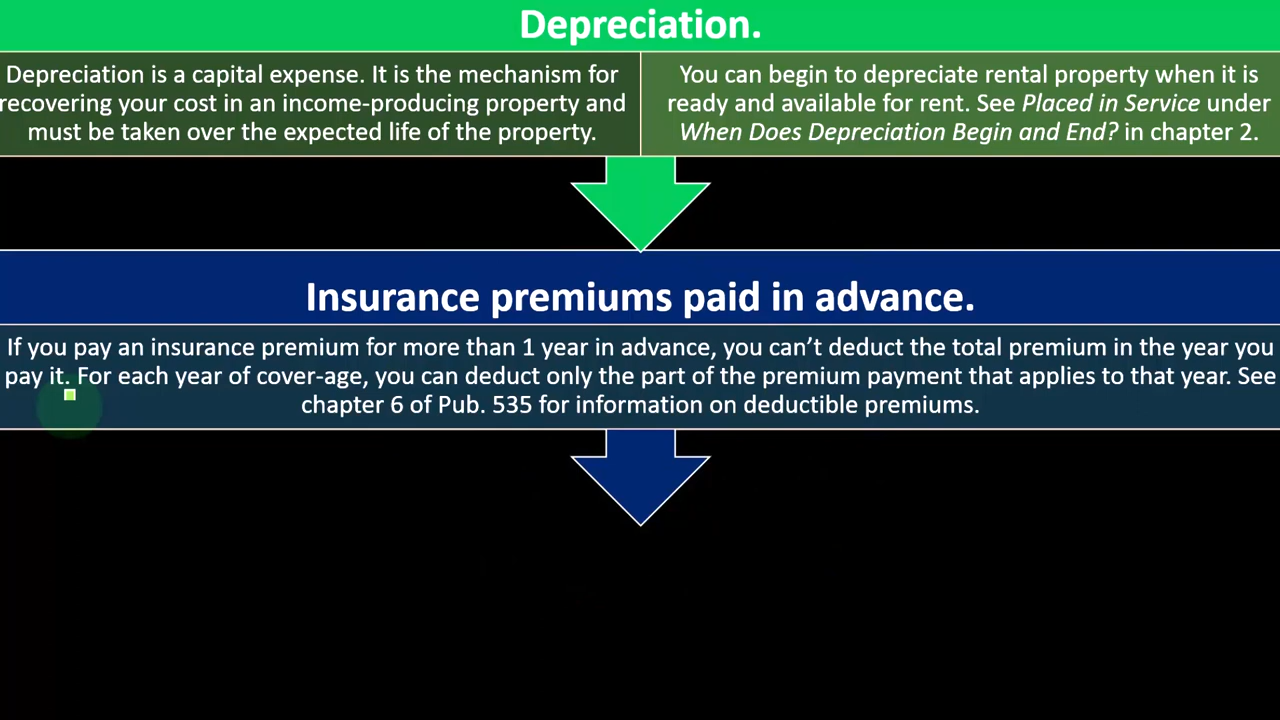 Depreciation.
Depreciation is a capital expense. It is the mechanism for
recovering your cost in an income-producing property and
must be taken over the expected life of the property.
You can begin to depreciate rental property when it is
ready and available for rent. See Placed in Service under
When Does Depreciation Begin and End? in chapter 2.
Insurance premiums paid in advance.
If you pay an insurance premium for more than 1 year in advance, you can’t deduct the total premium in the year you
pay it. For each year of cover-age, you can deduct only the part of the premium payment that applies to that year. See
chapter 6 of Pub. 535 for information on deductible premiums.